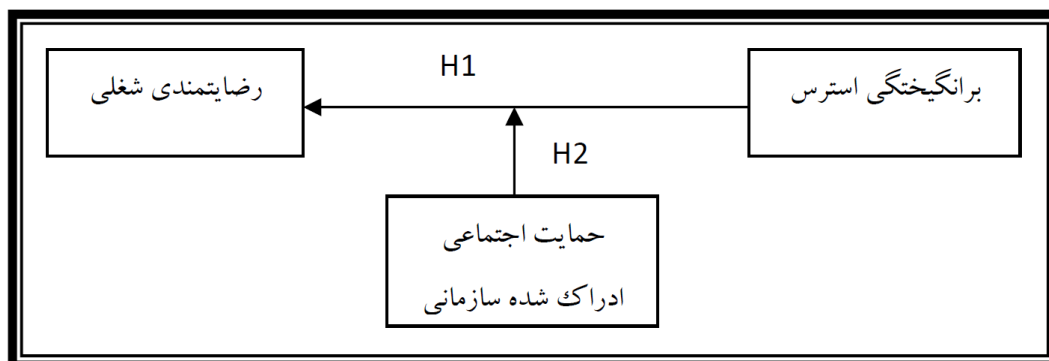 برانگیختگی استرس
H1
رضایتمندی شغلی
H2
حمایت اجتماعی
ادراک شده سازمانی